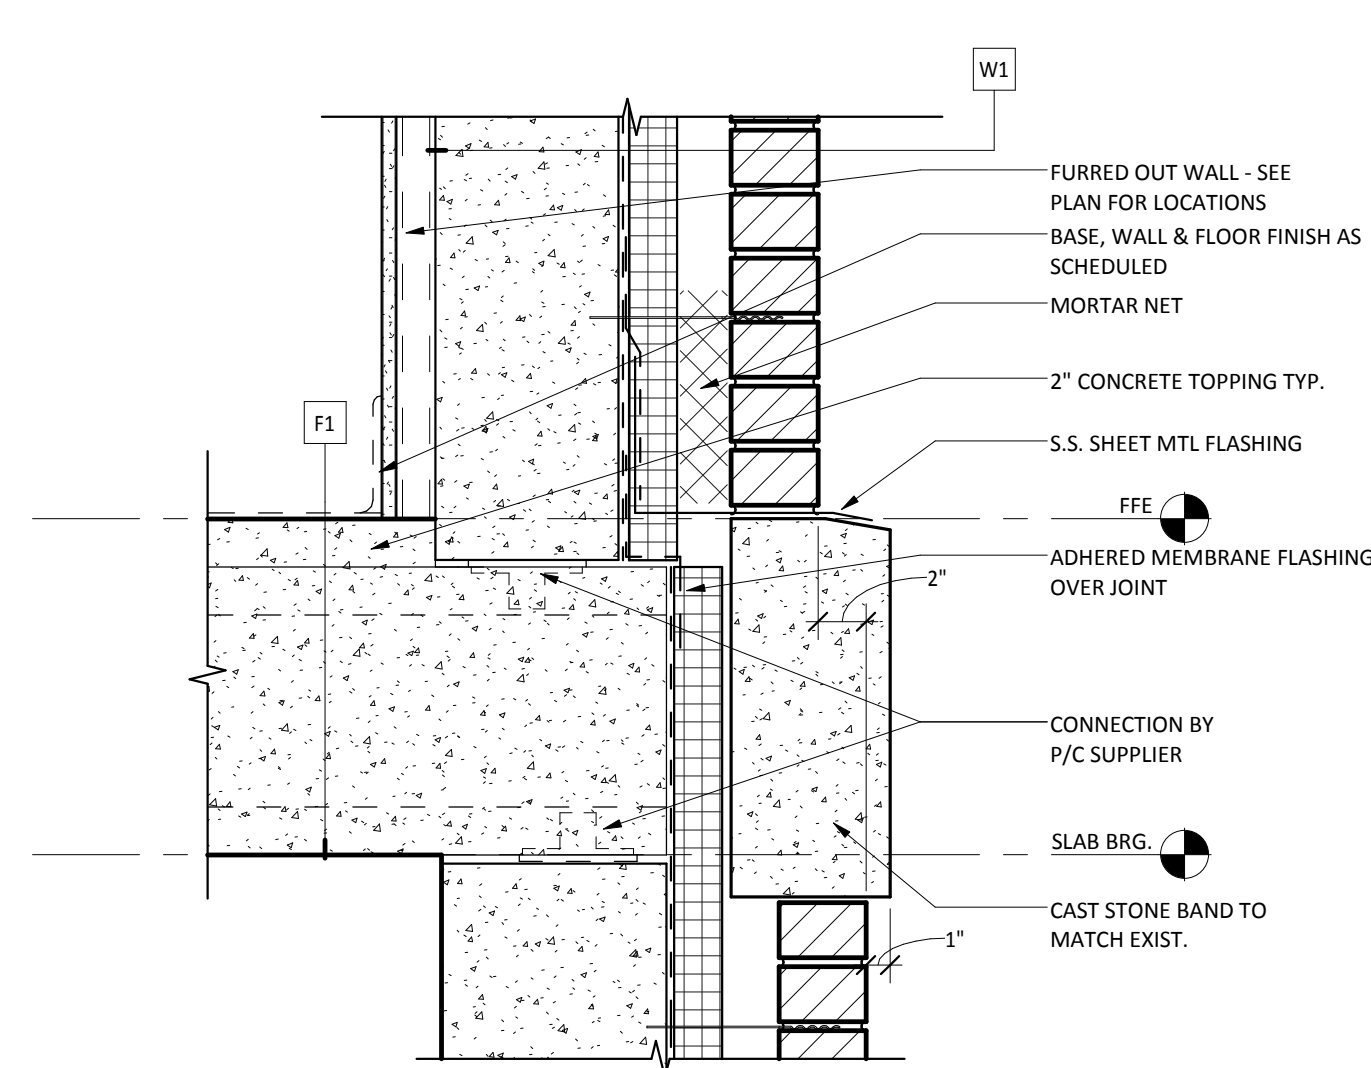 W1
FURRED OUT WALL - SEE
PLAN FOR LOCATIONS
BASE, WALL & FLOOR FINISH AS
SCHEDULED
MORTAR NET
2" CONCRETE TOPPING TYP.
F1
S.S. SHEET MTL FLASHING
FFE
ADHERED MEMBRANE FLASHING
OVER JOINT
2"
CONNECTION BY
P/C SUPPLIER
SLAB BRG.
CAST STONE BAND TO
MATCH EXIST.
1"